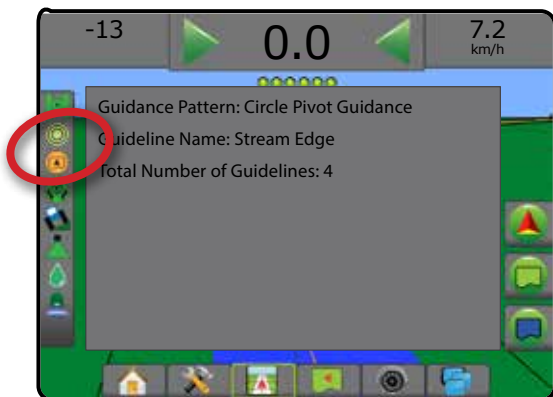 -13
0.0
7.2
km/h
Guidance Pattern: Circle Pivot Guidance
Guideline Name: Stream Edge
Total Number of Guidelines: 4